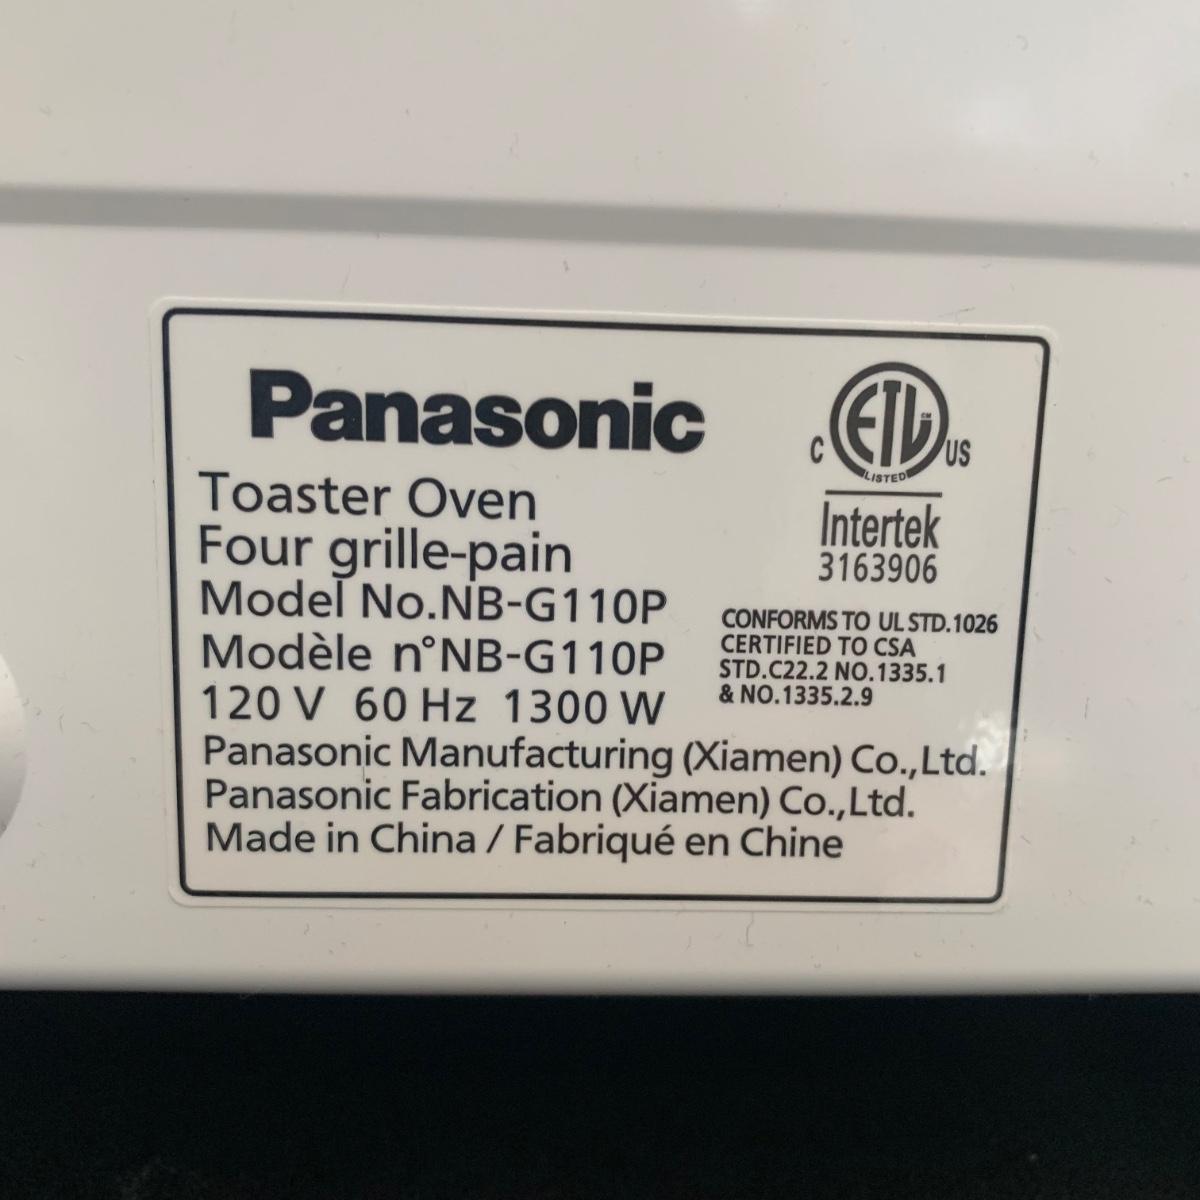 Panasonic
Toaster Oven
Four grille-pain
Model No.NB-G110P
Modèle n°NB-G110P
120 V 60 Hz 1300 W
Panasonic Manufacturing (Xiamen) Co.,Ltd.
Panasonic Fabrication (Xiamen) Co.,Ltd.
Made in China / Fabriqué en Chine
C ETL CM US
LISTED
Intertek
3163906
CONFORMS TO UL STD.1026
CERTIFIED TO CSA
STD.C22.2 NO.1335.1
& NO.1335.2.9